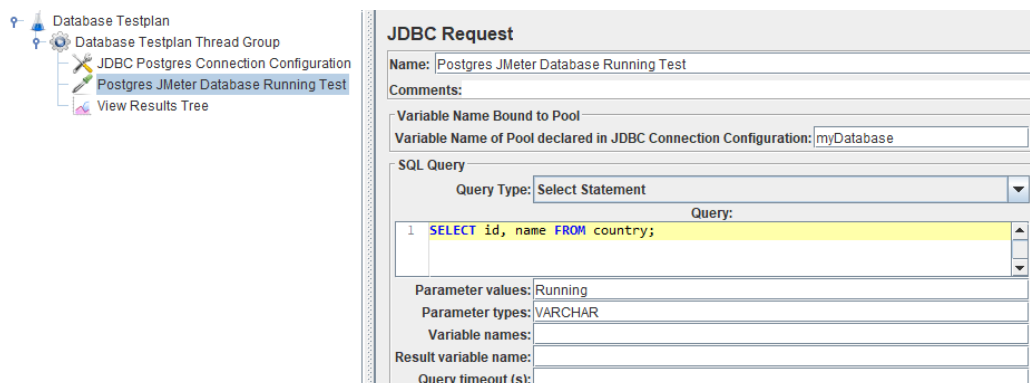 Database Testplan
Database Testplan Thread Group
JDBC Postgres Connection Configuration
Postgres JMeter Database Running Test
View Results Tree
JDBC Request
Name: Postgres JMeter Database Running Test
Comments:
Variable Name Bound to Pool
Variable Name of Pool declared in JDBC Connection Configuration: myDatabase
SQL Query
Query Type: Select Statement
Query:
1 SELECT id, name FROM country;
Parameter values: Running
Parameter types: VARCHAR
Variable names:
Result variable name:
Query timeout (s):